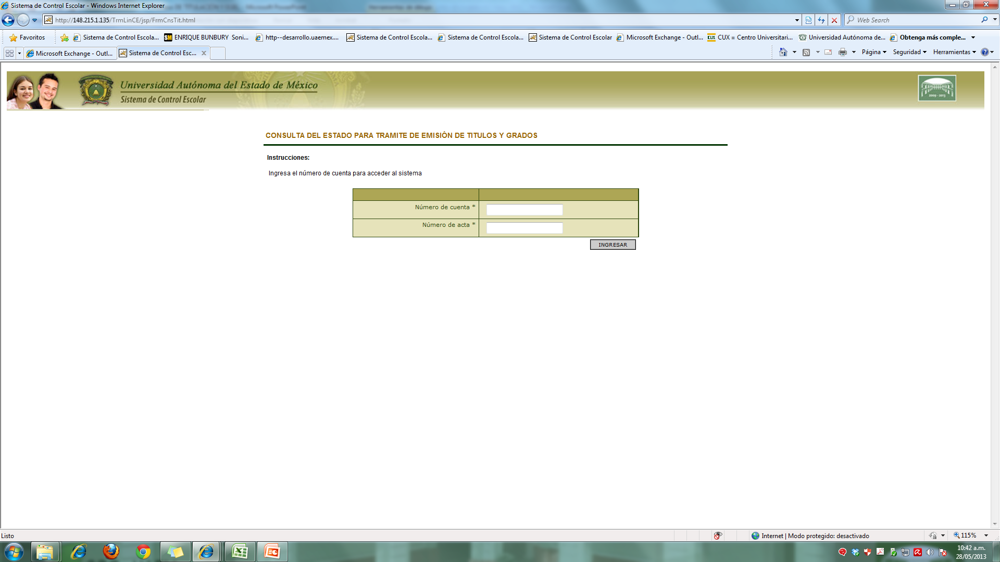 Sistema de Control Escolar - Windows Internet Explorer
http://148.215.1.135/TrmLinCE/jsp/FrmCnsTit.html
Web Search
Favoritos
Sistema de Control Escola...
SM ENRIQUE BUNBURY Soni...
http--desarrollo.uaemex....
Sistema de Control Escola...
Sistema de Control Escola...
Sistema de Control Escolar
Microsoft Exchange - Outl...
CUX CUX = Centro Universitari...
Universidad Autónoma de...
Obtenga más comple...
Microsoft Exchange - Outl...
Sistema de Control Esc...
Página
Seguridad
Herramientas
Universidad Autónoma del Estado de México
Sistema de Control Escolar
2009 - 2013
CONSULTA DEL ESTADO PARA TRAMITE DE EMISIÓN DE TITULOS Y GRADOS
Instrucciones:
Ingresa el número de cuenta para acceder al sistema
Número de cuenta *
Número de acta *
INGRESAR
Listo
Internet | Modo protegido: desactivado
115%
10:42 a.m.
28/05/2013